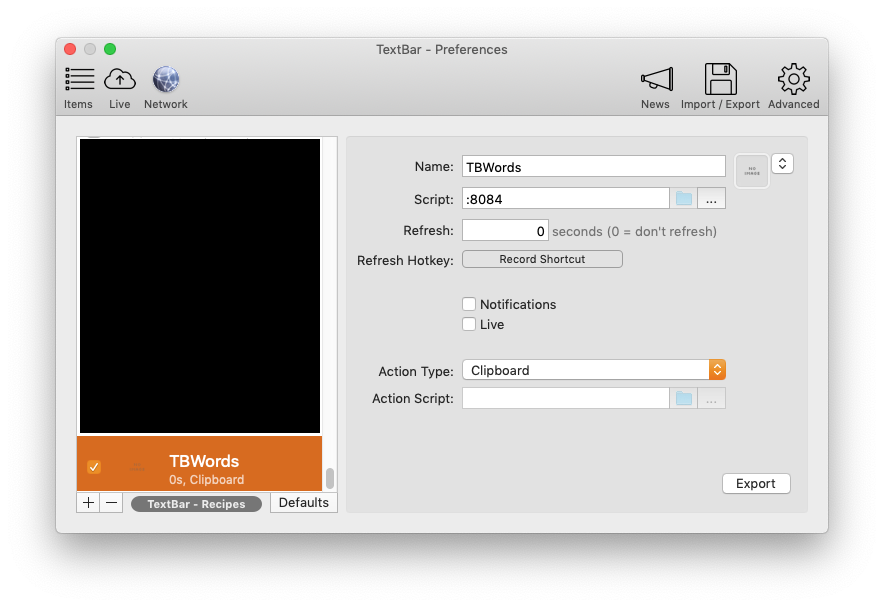 TextBar - Preferences
Items Live Network News Import / Export Advanced
Name: TBWords
NO IMAGE
Script: :8084 ...
Refresh: 0 seconds (0 = don't refresh)
Refresh Hotkey: Record Shortcut
Notifications
Live
Action Type: Clipboard
Action Script: ...
TBWords
0s, Clipboard
+ − TextBar - Recipes Defaults
Export